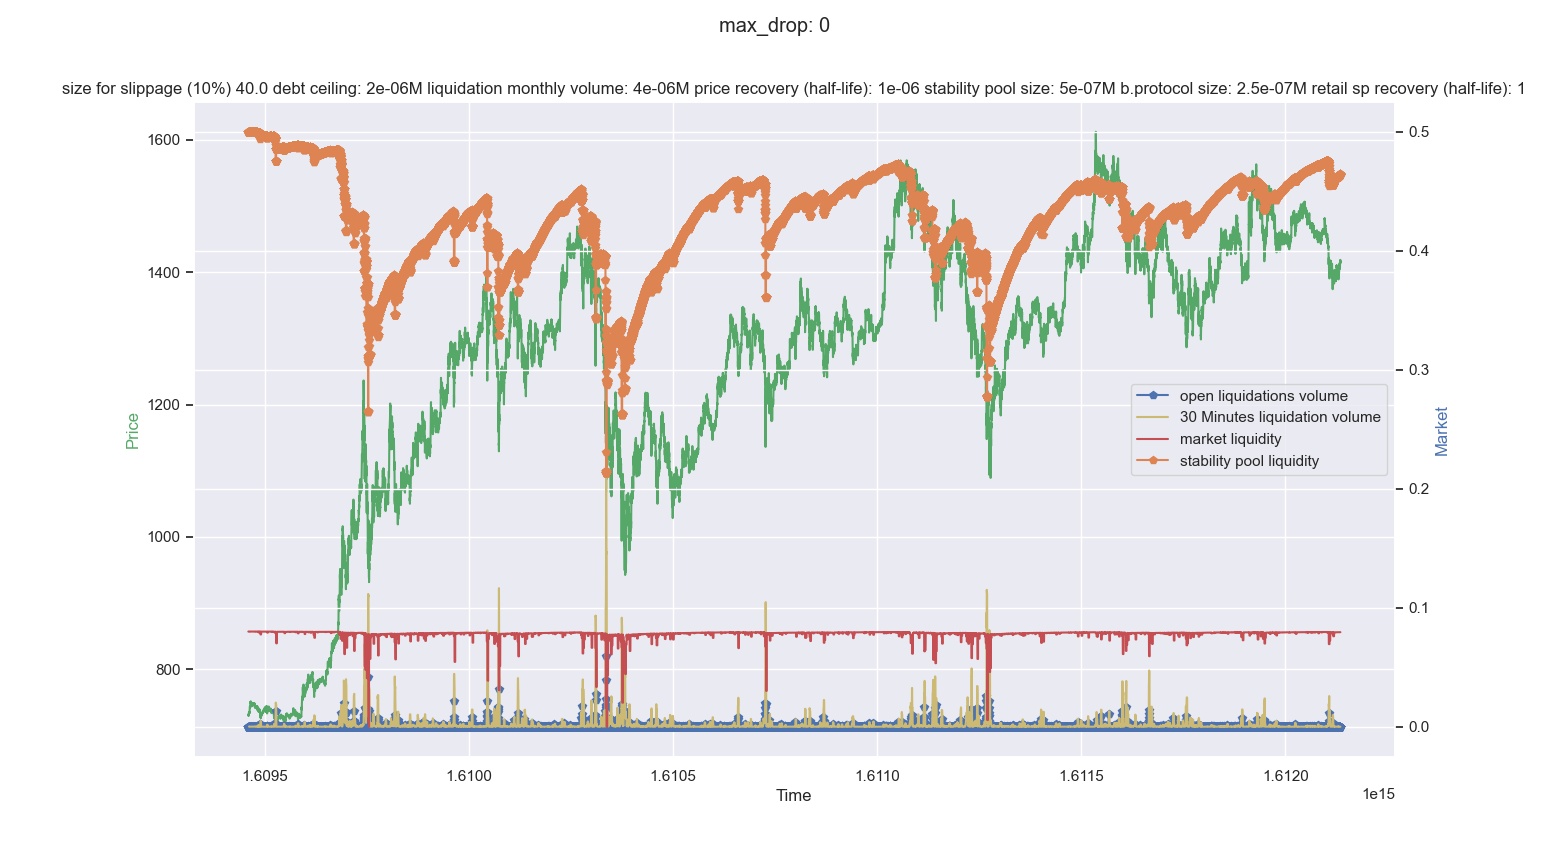 max_drop: 0
size for slippage (10%) 40.0 debt ceiling: 2e-06M liquidation monthly volume: 4e-06M price recovery (half-life): 1e-06 stability pool size: 5e-07M b.protocol size: 2.5e-07M retail sp recovery (half-life): 1
1600
1400
1200
1000
800
Price
0.5
0.4
0.3
0.2
0.1
0.0
Market
open liquidations volume
30 Minutes liquidation volume
market liquidity
stability pool liquidity
1.6095 1.6100 1.6105 1.6110 1.6115 1.6120
Time
1e15